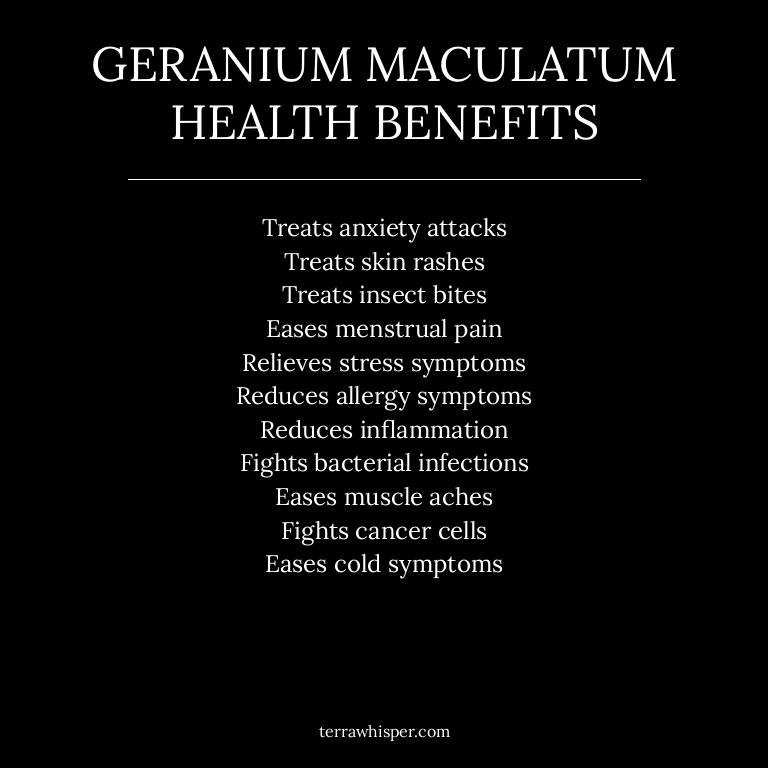 GERANIUM MACULATUM
HEALTH BENEFITS
Treats anxiety attacks
Treats skin rashes
Treats insect bites
Eases menstrual pain
Relieves stress symptoms
Reduces allergy symptoms
Reduces inflammation
Fights bacterial infections
Eases muscle aches
Fights cancer cells
Eases cold symptoms
terrawhisper.com